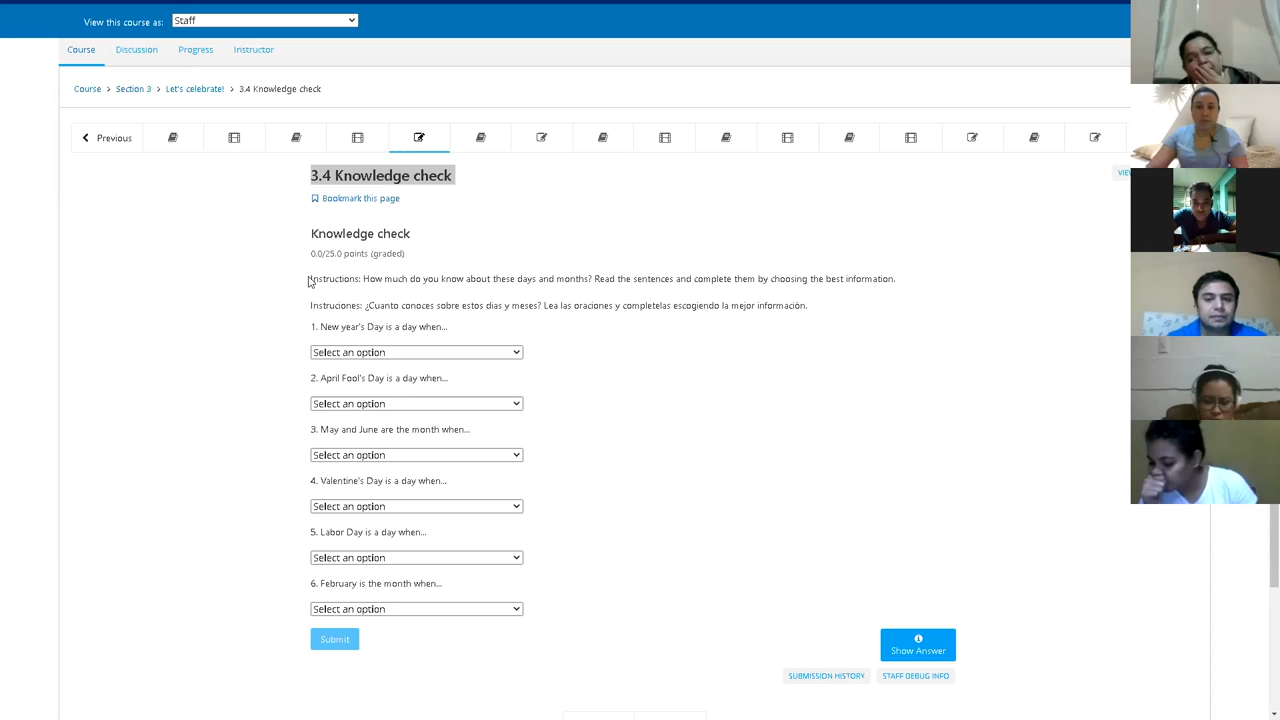 View this course as: Staff
Course Discussion Progress Instructor
Course > Section 3 > Let's celebrate! > 3.4 Knowledge check
Previous
3.4 Knowledge check
VIEW
Bookmark this page
Knowledge check
0.0/25.0 points (graded)
Instructions: How much do you know about these days and months? Read the sentences and complete them by choosing the best information.
Instruciones: ¿Cuanto conoces sobre estos dias y meses? Lea las oraciones y completelas escogiendo la mejor información.
1. New year's Day is a day when...
Select an option
2. April Fool's Day is a day when...
Select an option
3. May and June are the month when...
Select an option
4. Valentine's Day is a day when...
Select an option
5. Labor Day is a day when...
Select an option
6. February is the month when...
Select an option
Submit
Show Answer
SUBMISSION HISTORY STAFF DEBUG INFO